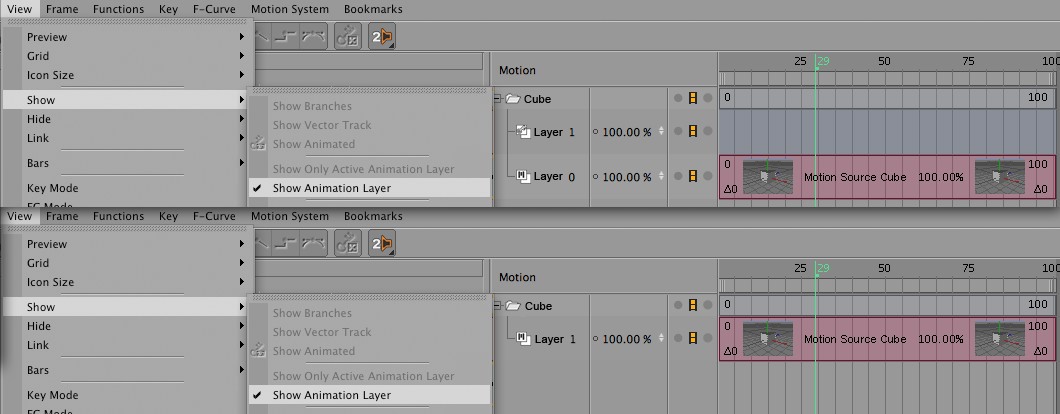 View Frame Functions Key F-Curve Motion System Bookmarks
Preview
Grid
Icon Size
Show
Hide
Link
Bars
Key Mode
Show Branches
Show Vector Track
Show Animated
Show Only Active Animation Layer
Show Animation Layer
2
Motion
25 29 50 75 100
Cube
0 100
Layer 1 100.00 %
Layer 0 100.00 %
0 100
Motion Source Cube 100.00%
Δ0 Δ0
View Frame Functions Key F-Curve Motion System Bookmarks
Preview
Grid
Icon Size
Show
Hide
Link
Bars
Key Mode
FC Mode
Show Branches
Show Vector Track
Show Animated
Show Only Active Animation Layer
Show Animation Layer
2
Motion
25 29 50 75 100
Cube
0 100
Layer 1 100.00 %
0 100
Motion Source Cube 100.00%
Δ0 Δ0